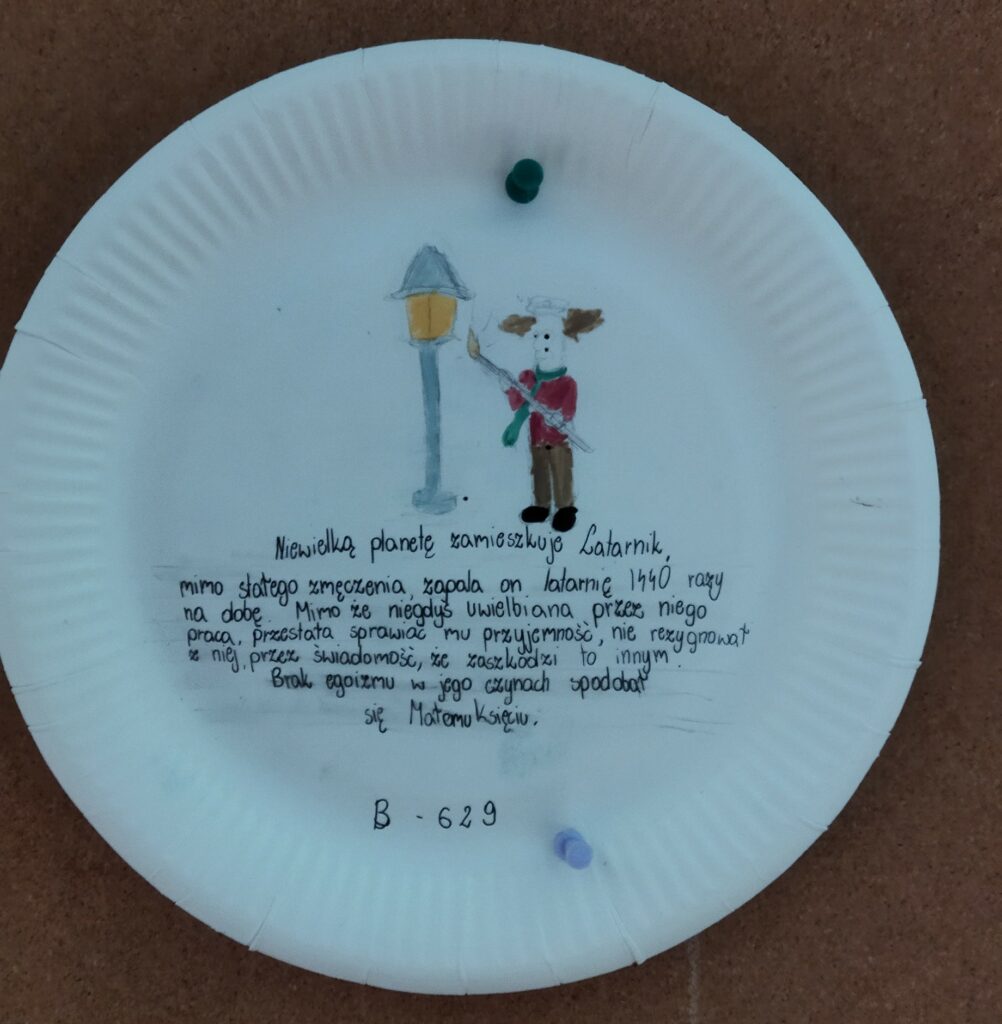 Niewielką planetę zamieszkuje Latarnik,
mimo stałego zmęczenia, zapala on latarnię 1440 razy
na dobę. Mimo że niegdyś uwielbiana przez niego
praca, przestała sprawiać mu przyjemność, nie rezygnował
z niej, przez świadomość, że zaszkodzi to innym.
Brak egoizmu w jego czynach spodobał
się Małemu Księciu.
B - 629